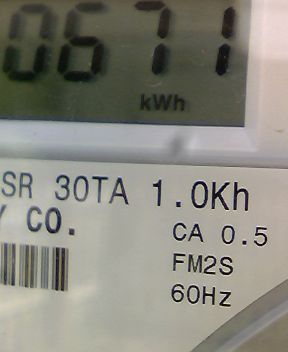 0671
kWh
SR 30TA 1.0Kh
Y CO.
CA 0.5
FM2S
60Hz